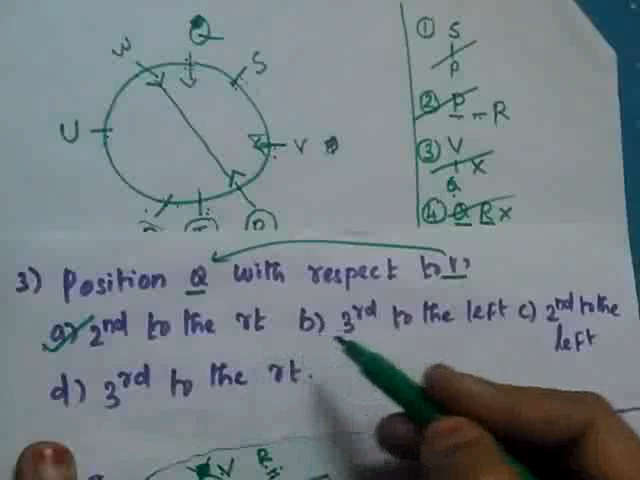 Q
W
S
U
V
① S
P
② P - R
③ V
X
Q
④ Q R X
3) Position Q with respect to V?
a) 2nd to the rt b) 3rd to the left c) 2nd to the left
d) 3rd to the rt.
V R